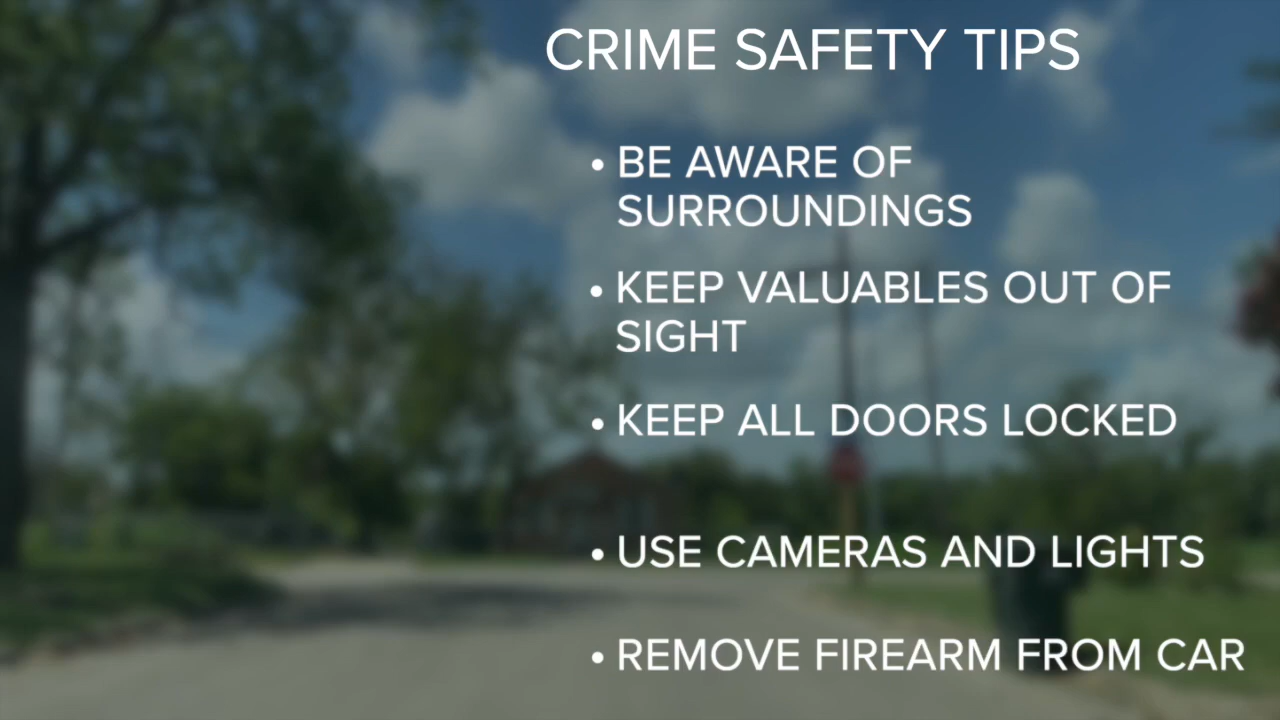 CRIME SAFETY TIPS
• BE AWARE OF
SURROUNDINGS
• KEEP VALUABLES OUT OF
SIGHT
• KEEP ALL DOORS LOCKED
• USE CAMERAS AND LIGHTS
• REMOVE FIREARM FROM CAR